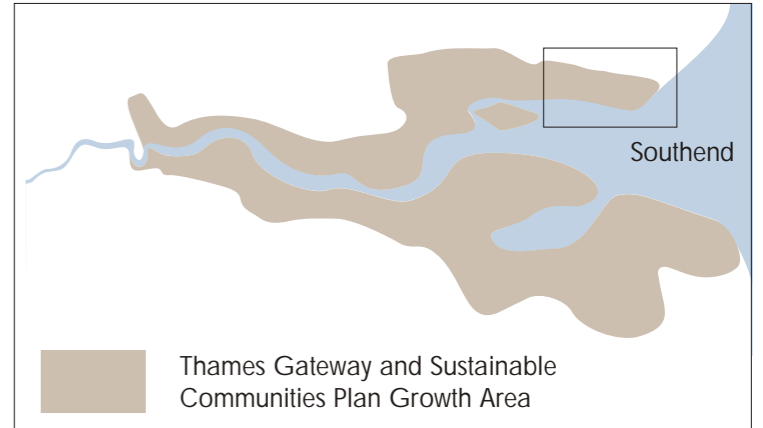 Southend
Thames Gateway and Sustainable
Communities Plan Growth Area